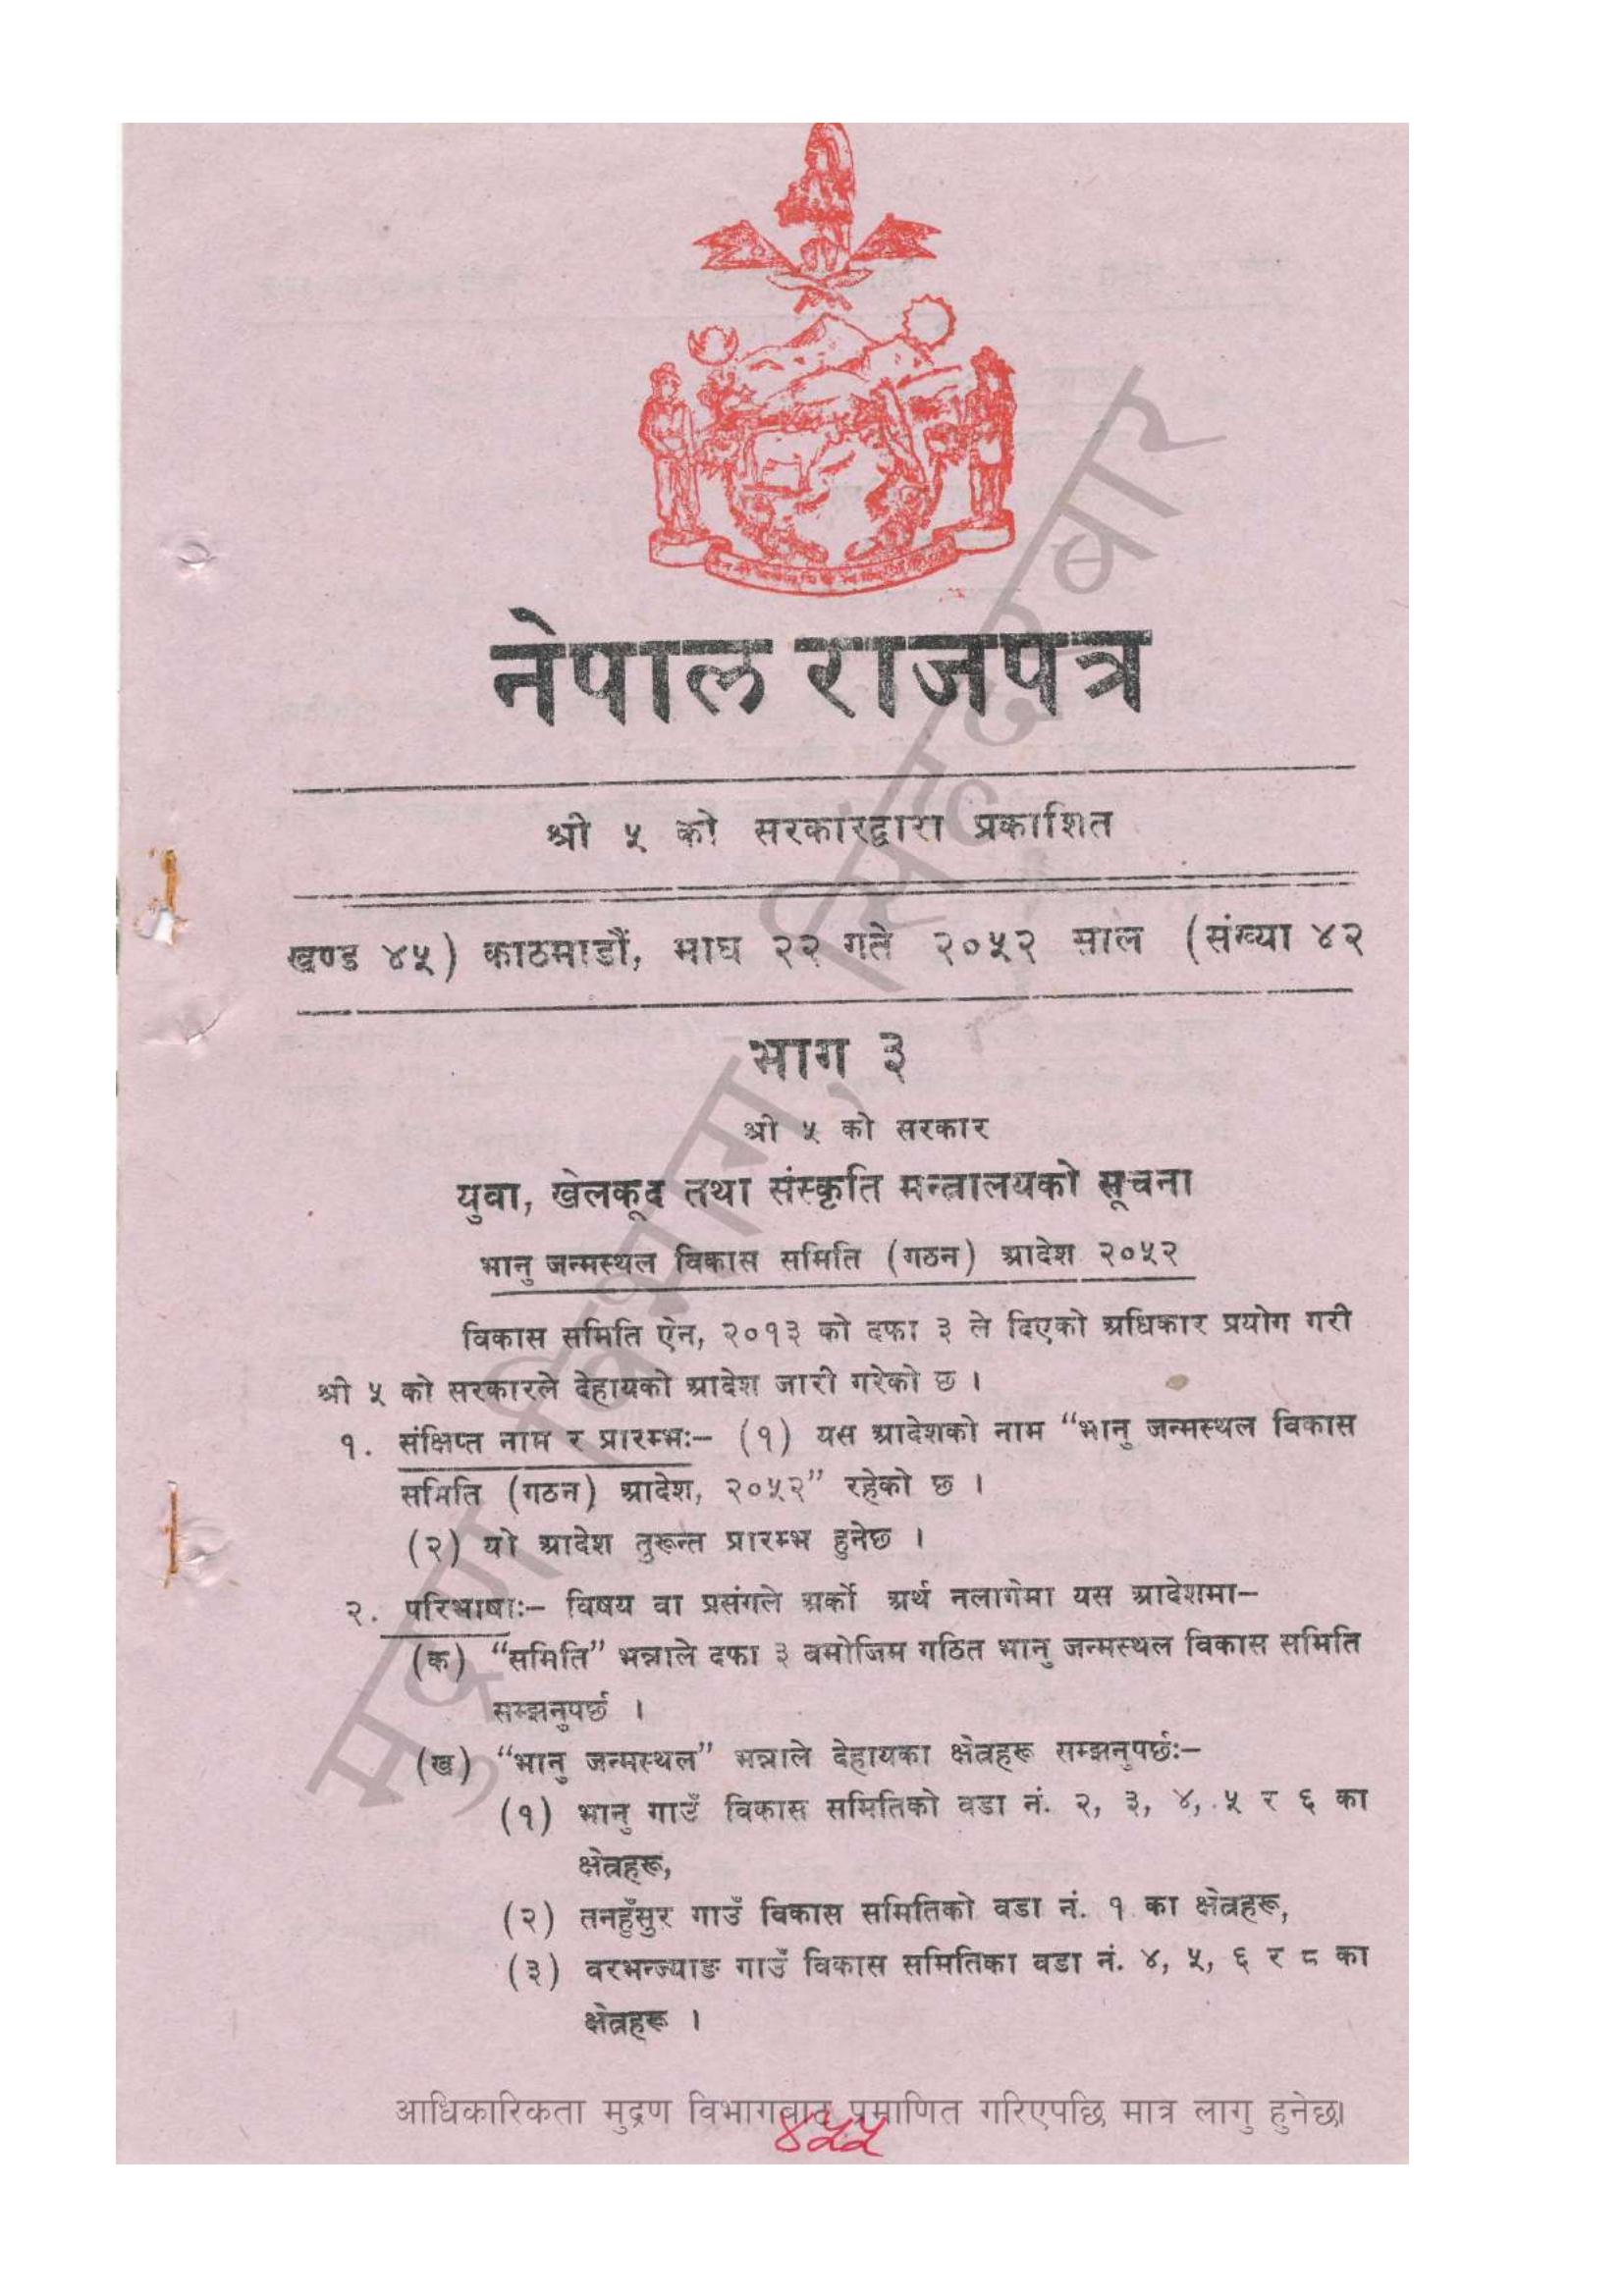 नेपाल राजपत्र
श्री ५ को सरकारद्वारा प्रकाशित
खण्ड ४५) काठमाडौं, माघ २२ गते २०५२ साल (संख्या ४२
भाग ३
श्री ५ को सरकार
युवा, खेलकूद तथा संस्कृति मन्त्रालयको सूचना
भानु जन्मस्थल विकास समिति (गठन) आदेश २०५२
विकास समिति ऐन, २०१३ को दफा ३ ले दिएको अधिकार प्रयोग गरी
श्री ५ को सरकारले देहायको आदेश जारी गरेको छ ।
१. संक्षिप्त नाम र प्रारम्भः– (१) यस आदेशको नाम “भानु जन्मस्थल विकास
समिति (गठन) आदेश, २०५२” रहेको छ ।
(२) यो आदेश तुरून्त प्रारम्भ हुनेछ ।
२. परिभाषाः– विषय वा प्रसंगले अर्को अर्थ नलागेमा यस आदेशमा–
(क) “समिति” भन्नाले दफा ३ बमोजिम गठित भानु जन्मस्थल विकास समिति
सम्झनुपर्छ ।
(ख) “भानु जन्मस्थल” भन्नाले देहायका क्षेत्रहरू सम्झनुपर्छः–
(१) भानु गाउँ विकास समितिको वडा नं. २, ३, ४, ५ र ६ का
क्षेत्रहरू,
(२) तनहुँसुर गाउँ विकास समितिको वडा नं. १ का क्षेत्रहरू,
(३) वरभन्ज्याङ गाउँ विकास समितिका वडा नं. ४, ५, ६ र ८ का
क्षेत्रहरू ।
आधिकारिकता मुद्रण विभागबाट प्रमाणित गरिएपछि मात्र लागु हुनेछ।
४५५
मुद्रण विभाग, सिंहदरबार